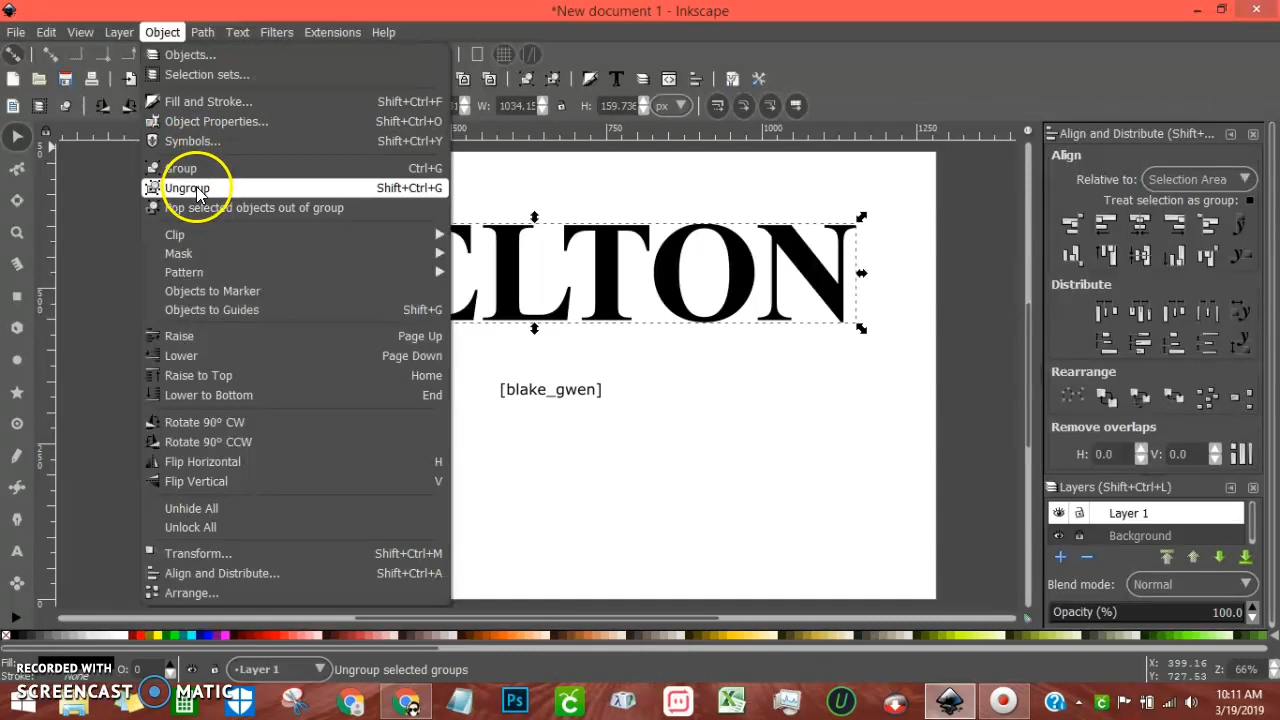 *New document 1 - Inkscape
File Edit View Layer Object Path Text Filters Extensions Help
Objects...
Selection sets...
Fill and Stroke... Shift+Ctrl+F
Object Properties... Shift+Ctrl+O
Symbols... Shift+Ctrl+Y
Group Ctrl+G
Ungroup Shift+Ctrl+G
Pop selected objects out of group
Clip
Mask
Pattern
Objects to Marker
Objects to Guides Shift+G
Raise Page Up
Lower Page Down
Raise to Top Home
Lower to Bottom End
Rotate 90° CW
Rotate 90° CCW
Flip Horizontal H
Flip Vertical V
Unhide All
Unlock All
Transform... Shift+Ctrl+M
Align and Distribute... Shift+Ctrl+A
Arrange...
W: 1034.15 H: 159.736 px
500 750 1000 1250
ELTON
[blake_gwen]
Align and Distribute (Shift+...
Align
Relative to: Selection Area
Treat selection as group:
Distribute
Rearrange
Remove overlaps
H: 0.0 V: 0.0
Layers (Shift+Ctrl+L)
Layer 1
Background
Blend mode: Normal
Opacity (%) 100.0
Fill:
Stroke: None
O: 0
•Layer 1
Ungroup selected groups
X: 399.16
Y: 727.53
Z: 66%
RECORDED WITH
SCREENCAST MATIC
10:11 AM
3/19/2019